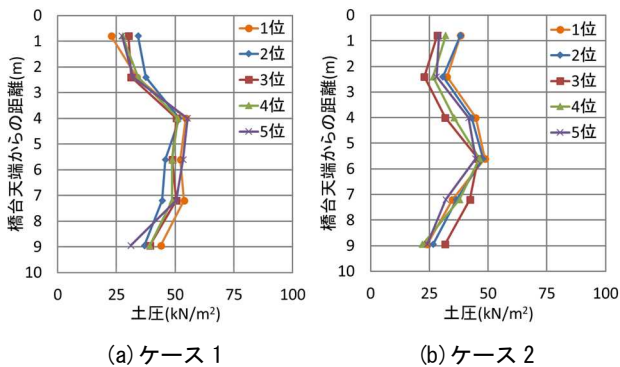 橋台天端からの距離(m)
0
1
2
3
4
5
6
7
8
9
10
1位
2位
3位
4位
5位
0 25 50 75 100
土圧(kN/m²)
(a) ケース 1
橋台天端からの距離(m)
0
1
2
3
4
5
6
7
8
9
10
1位
2位
3位
4位
5位
0 25 50 75 100
土圧(kN/m²)
(b) ケース 2